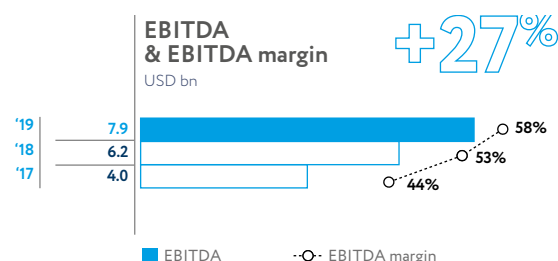 EBITDA
& EBITDA margin
USD bn
+27%
'19 7.9 58%
'18 6.2 53%
'17 4.0 44%
EBITDA EBITDA margin